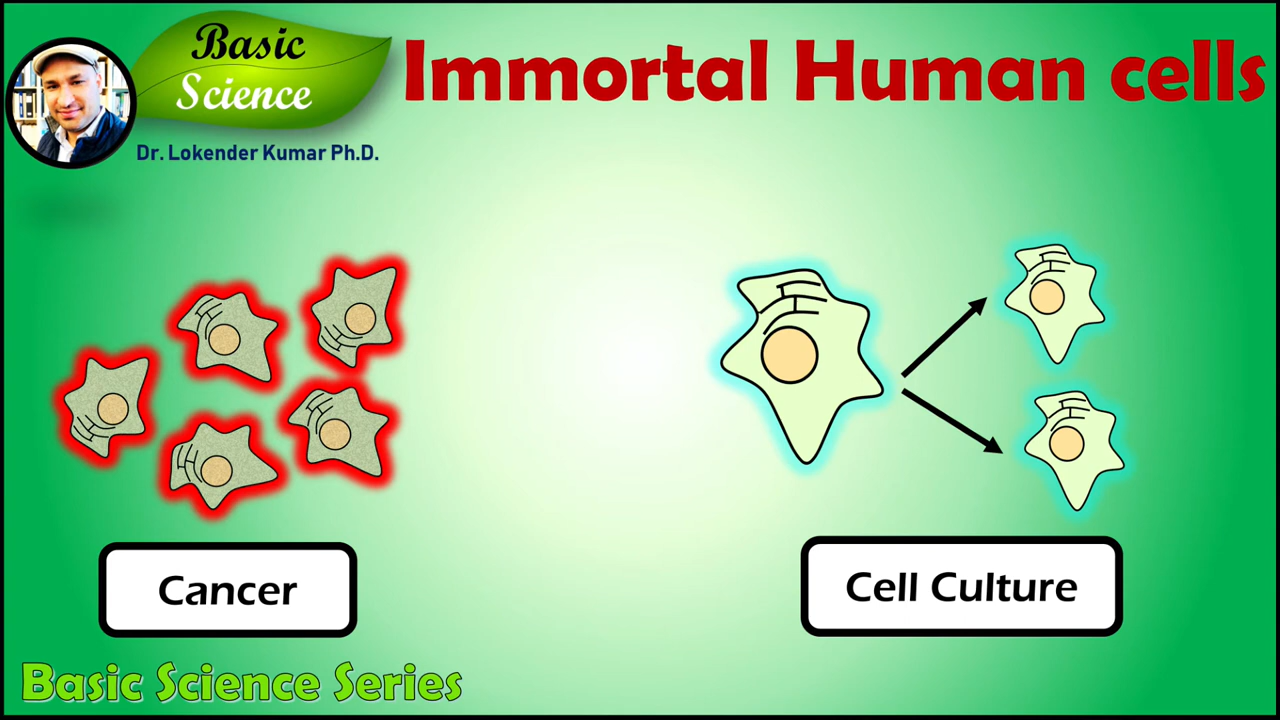 Basic
Science
Immortal Human cells
Dr. Lokender Kumar Ph.D.
Cancer
Cell Culture
Basic Science Series